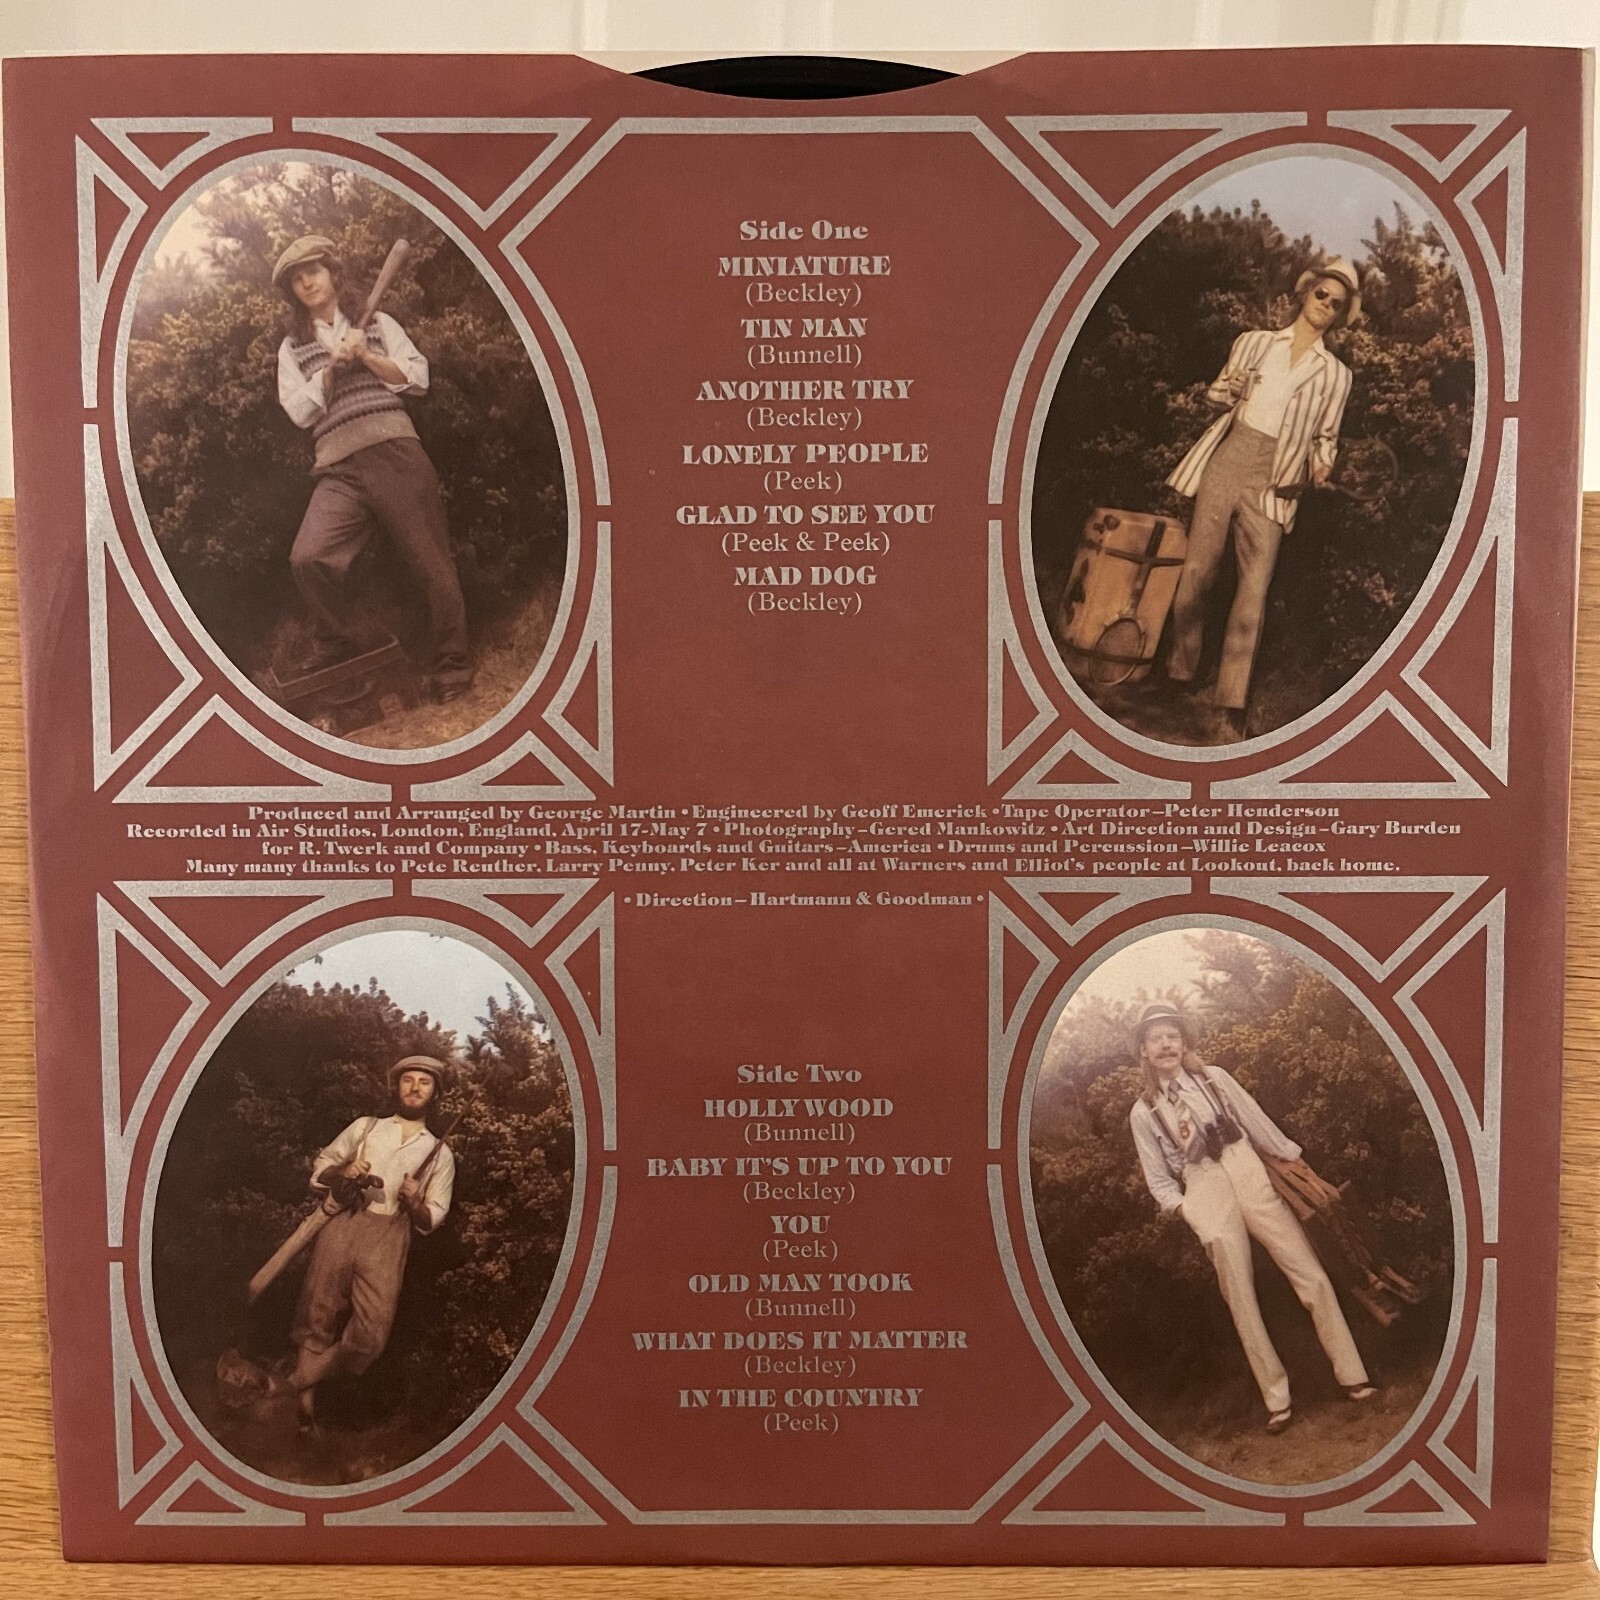 Side One
MINIATURE
(Beckley)
TIN MAN
(Bunnell)
ANOTHER TRY
(Beckley)
LONELY PEOPLE
(Peek)
GLAD TO SEE YOU
(Peek & Peek)
MAD DOG
(Beckley)
Produced and Arranged by George Martin • Engineered by Geoff Emerick • Tape Operator–Peter Henderson
Recorded in Air Studios, London, England, April 17-May 7 • Photography–Gered Mankowitz • Art Direction and Design–Gary Burden
for R. Twerk and Company • Bass, Keyboards and Guitars–America • Drums and Percussion–Willie Leacox
Many many thanks to Pete Reuther, Larry Penny, Peter Ker and all at Warners and Elliot's people at Lookout, back home.
• Direction–Hartmann & Goodman •
Side Two
HOLLYWOOD
(Bunnell)
BABY IT'S UP TO YOU
(Beckley)
YOU
(Peek)
OLD MAN TOOK
(Bunnell)
WHAT DOES IT MATTER
(Beckley)
IN THE COUNTRY
(Peek)